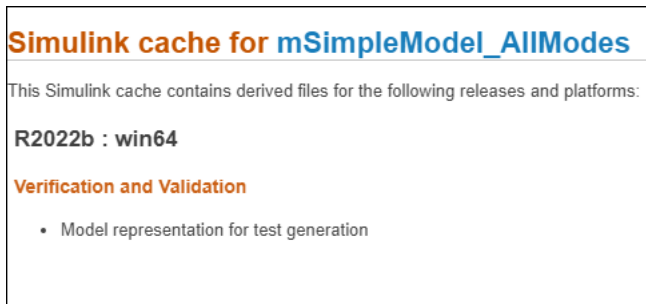 Simulink cache for mSimpleModel_AllModes
This Simulink cache contains derived files for the following releases and platforms:
R2022b : win64
Verification and Validation
• Model representation for test generation